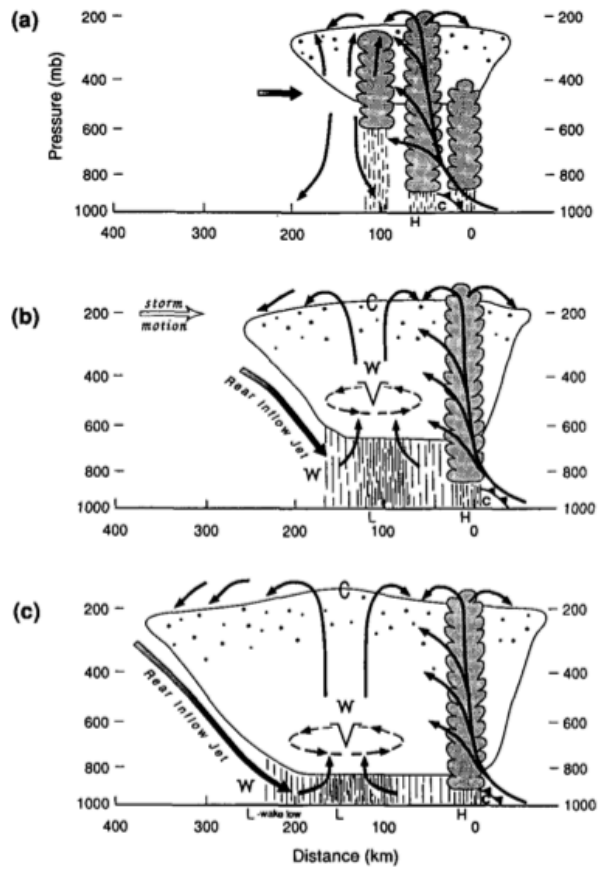 (a)
Pressure (mb)
200 200
400 400
600 600
800 800
1000 1000
C
H
400 300 200 100 0
(b)
storm
motion
C
200 200
W
400 400
V
Rear Inflow Jet
600 600
800 800
W
C
1000 1000
L H
400 300 200 100 0
(c)
C
200 200
400 400
Rear Inflow Jet
W
600 600
V
800 800
W
C
1000 1000
L -wake low L H
400 300 200 100 0
Distance (km)